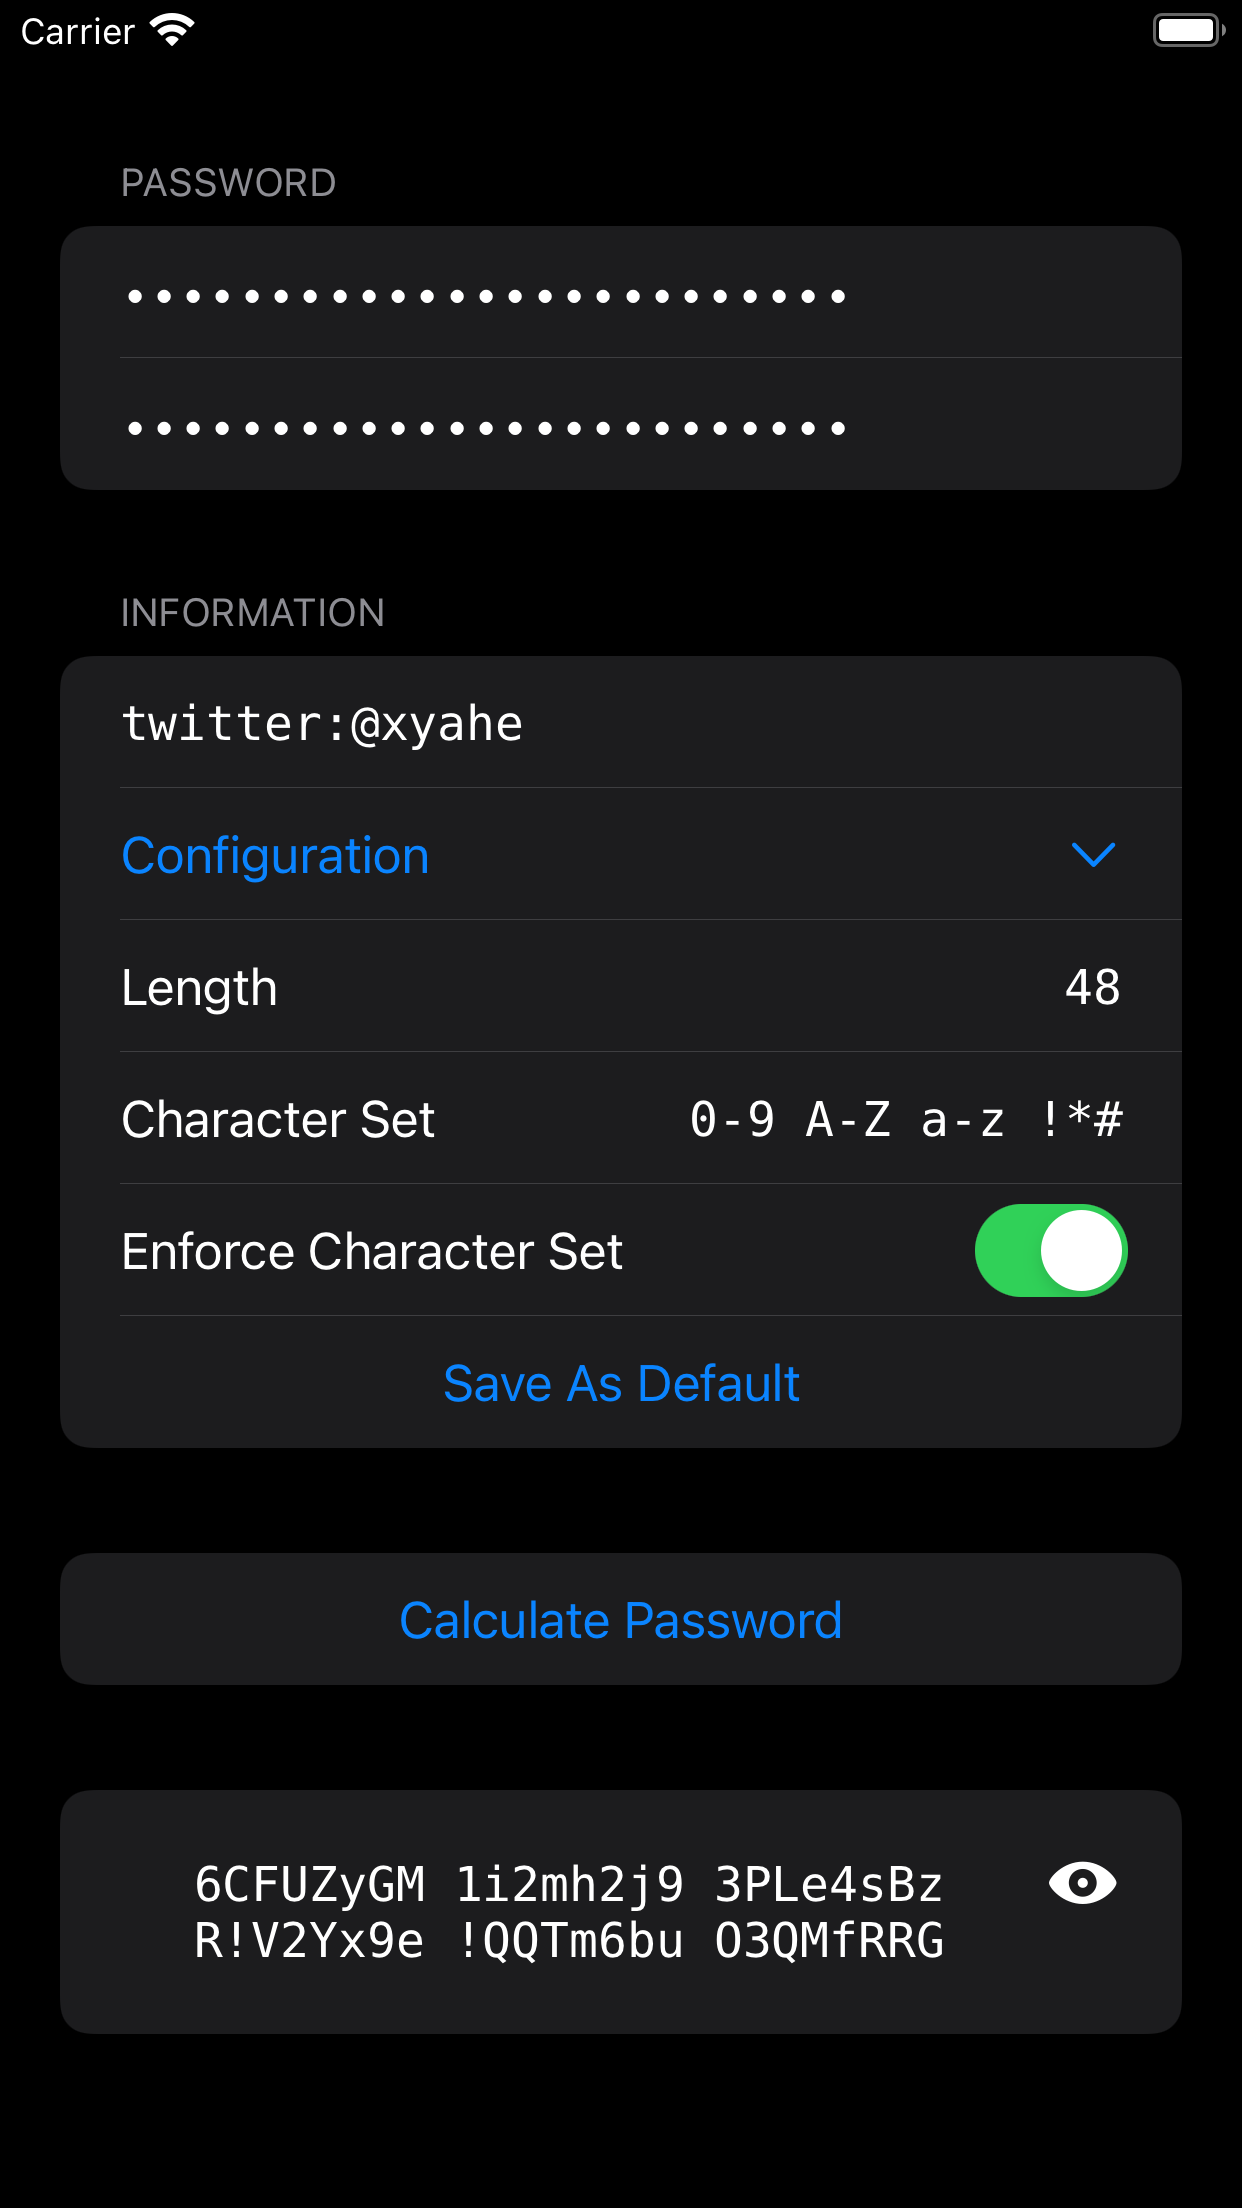 Carrier
PASSWORD
•••••••••••••••••••••••••
•••••••••••••••••••••••••
INFORMATION
twitter:@xyahe
Configuration
Length 48
Character Set 0-9 A-Z a-z !*#
Enforce Character Set
Save As Default
Calculate Password
6CFUZyGM 1i2mh2j9 3PLe4sBz
R!V2Yx9e !QQTm6bu O3QMfRRG